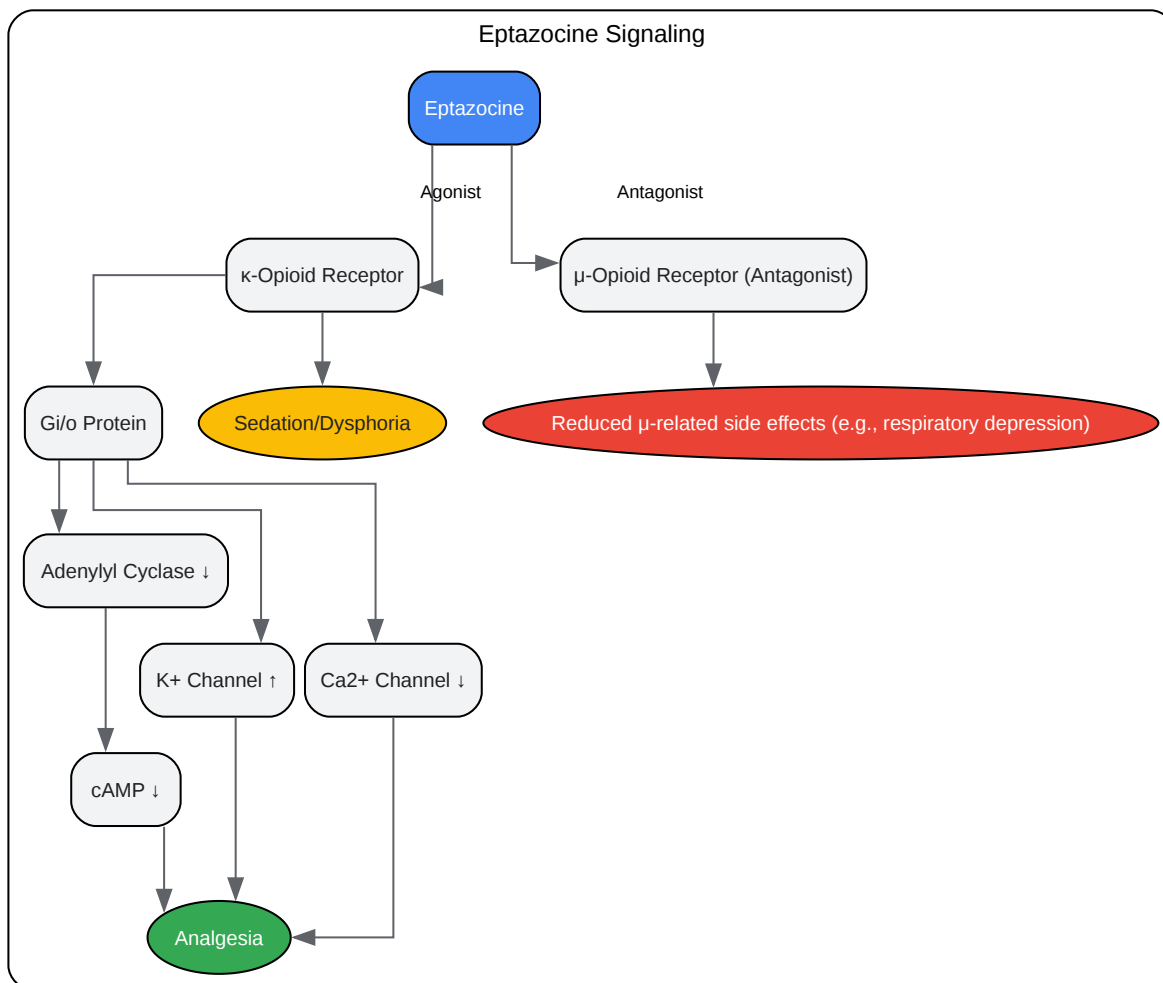 Eptazocine Signaling
Eptazocine
Agonist
Antagonist
κ-Opioid Receptor
μ-Opioid Receptor (Antagonist)
Gi/o Protein
Sedation/Dysphoria
Reduced μ-related side effects (e.g., respiratory depression)
Adenylyl Cyclase ↓
K+ Channel ↑
Ca2+ Channel ↓
cAMP ↓
Analgesia